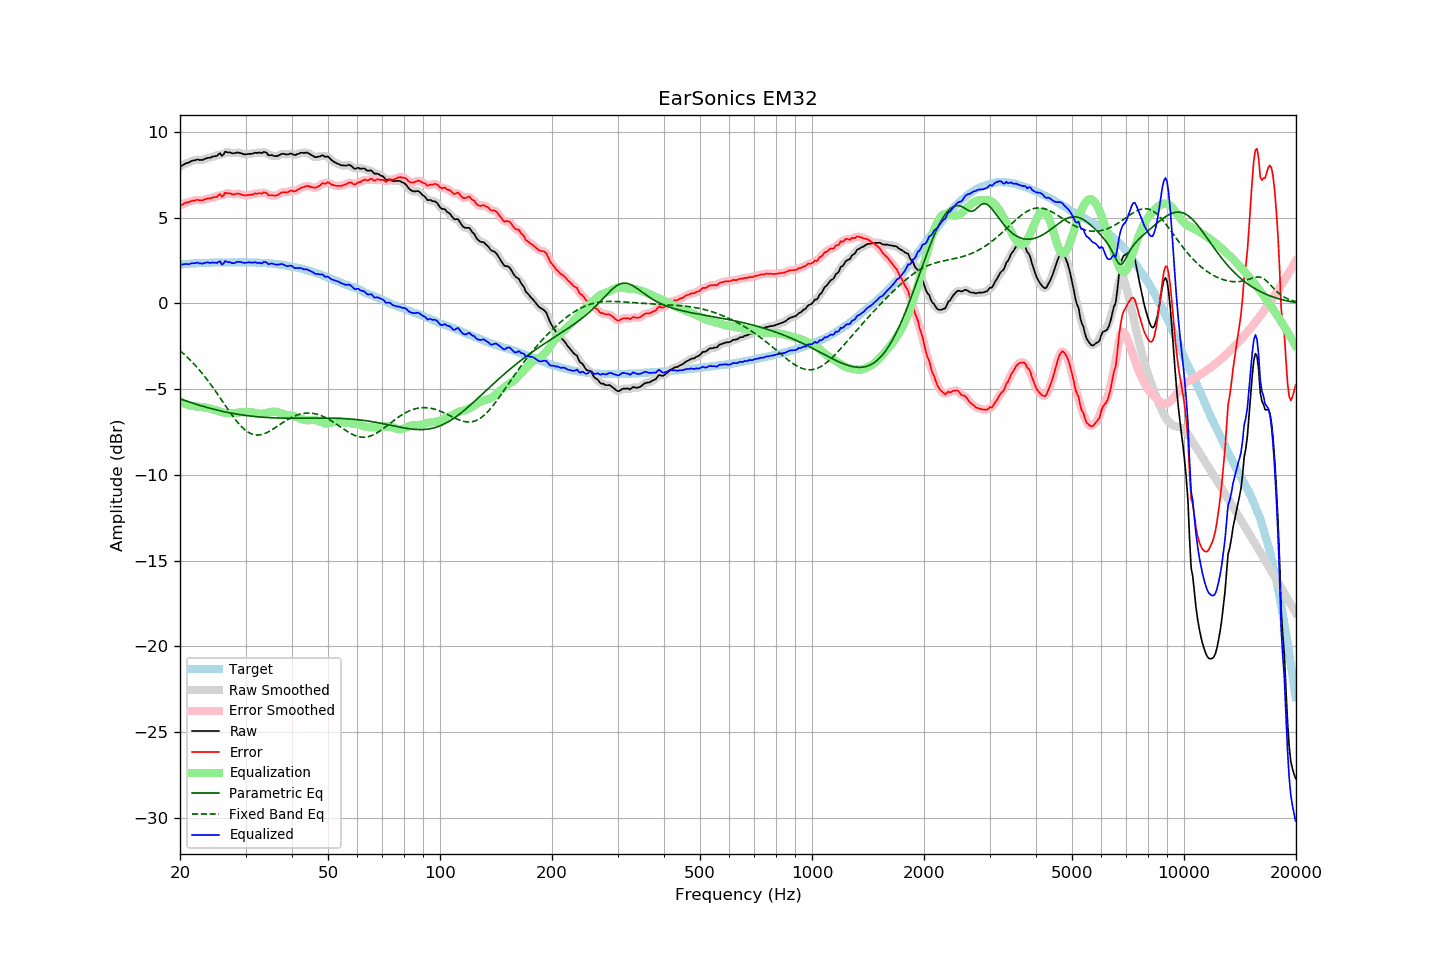 EarSonics EM32
10
5
0
−5
−10
−15
−20
−25
−30
Amplitude (dBr)
Target
Raw Smoothed
Error Smoothed
Raw
Error
Equalization
Parametric Eq
Fixed Band Eq
Equalized
20
50
100
200
500
1000
2000
5000
10000
20000
Frequency (Hz)